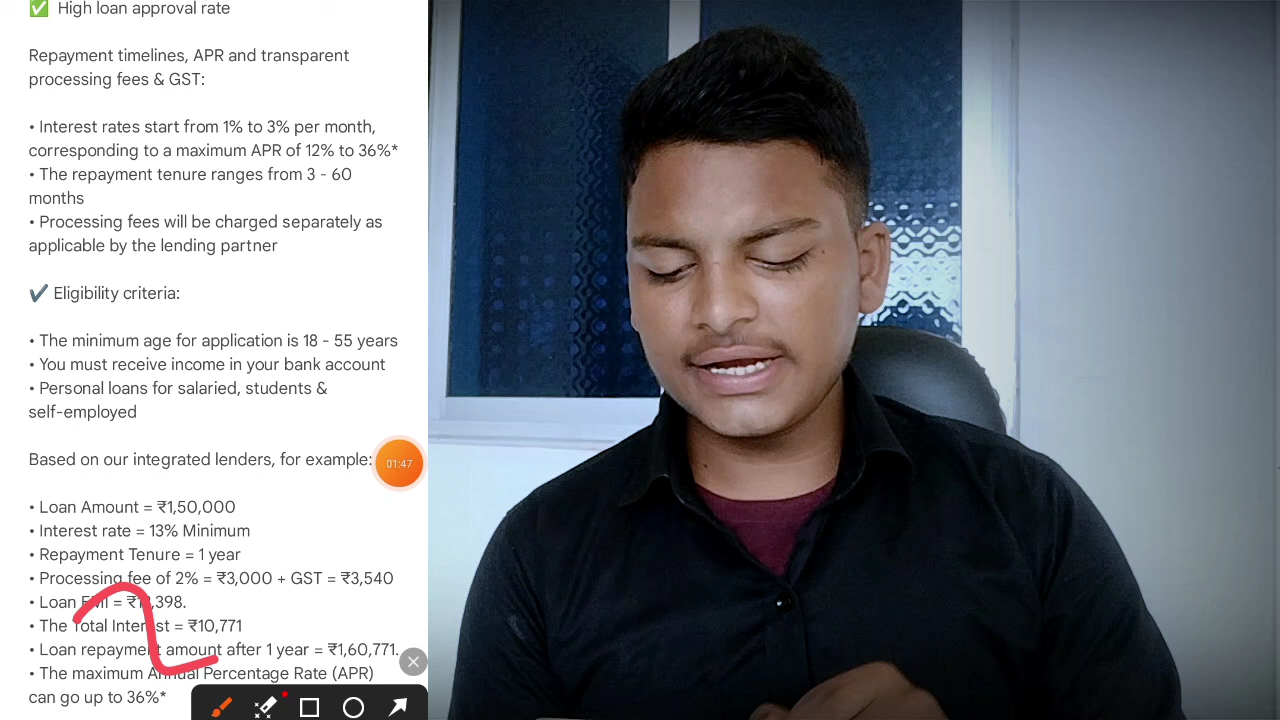 ✅ High loan approval rate
Repayment timelines, APR and transparent
processing fees & GST:
• Interest rates start from 1% to 3% per month,
corresponding to a maximum APR of 12% to 36%*
• The repayment tenure ranges from 3 - 60
months
• Processing fees will be charged separately as
applicable by the lending partner
✔️ Eligibility criteria:
• The minimum age for application is 18 - 55 years
• You must receive income in your bank account
• Personal loans for salaried, students &
self-employed
Based on our integrated lenders, for example:
01:47
• Loan Amount = ₹1,50,000
• Interest rate = 13% Minimum
• Repayment Tenure = 1 year
• Processing fee of 2% = ₹3,000 + GST = ₹3,540
• Loan EMI = ,398.
• The Total Interest = ₹10,771
• Loan repayment amount after 1 year = ₹1,60,771.
• The maximum Annual Percentage Rate (APR)
can go up to 36%*